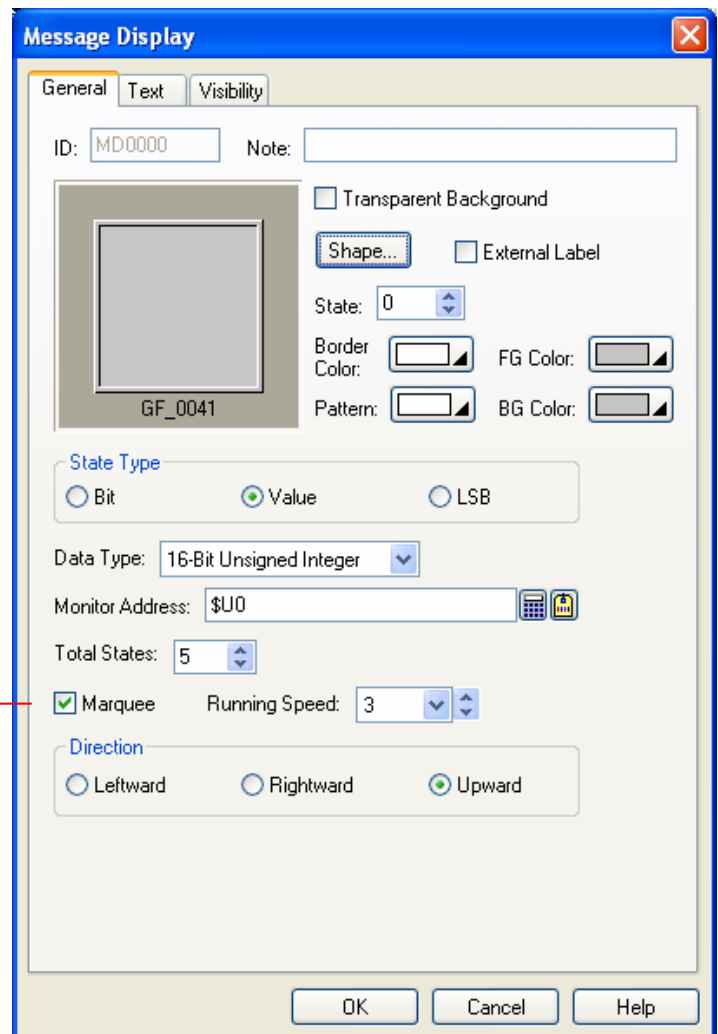 Message Display
General Text Visibility
ID: MD0000 Note:
Transparent Background
Shape... External Label
State: 0
Border Color: FG Color:
Pattern: BG Color:
GF_0041
State Type
Bit Value LSB
Data Type: 16-Bit Unsigned Integer
Monitor Address: $U0
Total States: 5
Marquee Running Speed: 3
Direction
Leftward Rightward Upward
OK Cancel Help